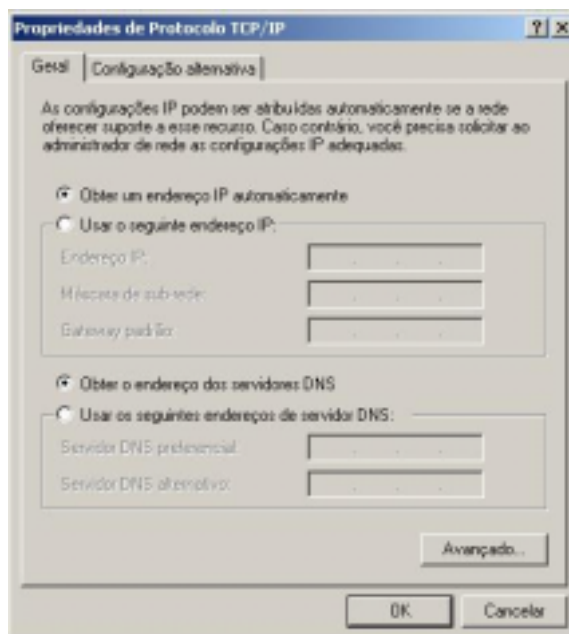 Propriedades de Protocolo TCP/IP
Geral
Configuração alternativa
As configurações IP podem ser atribuídas automaticamente se a rede
oferecer suporte a esse recurso. Caso contrário, você precisa solicitar ao
administrador de rede as configurações IP adequadas.
Obter um endereço IP automaticamente
Usar o seguinte endereço IP:
Endereço IP:
Máscara de sub-rede:
Gateway padrão:
Obter o endereço dos servidores DNS
Usar os seguintes endereços de servidor DNS:
Servidor DNS preferencial:
Servidor DNS alternativo:
Avançado...
OK
Cancelar